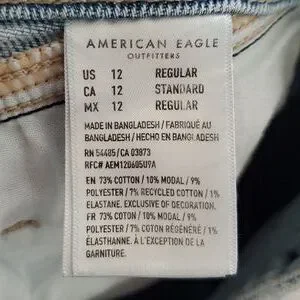 AMERICAN EAGLE
OUTFITTERS
US 12 REGULAR
CA 12 STANDARD
MX 12 REGULAR
MADE IN BANGLADESH / FABRIQUÉ AU
BANGLADESH / HECHO EN BANGLADESH
RN 54485/CA 03873
RFC# AEM120605U9A
EN 73% COTTON / 10% MODAL / 9%
POLYESTER / 7% RECYCLED COTTON / 1%
ELASTANE. EXCLUSIVE OF DECORATION.
FR 73% COTON / 10% MODAL / 9%
POLYESTER / 7% COTON RÉGÉNÉRÉ / 1%
ÉLASTHANNE. À L'EXCEPTION DE LA
GARNITURE.